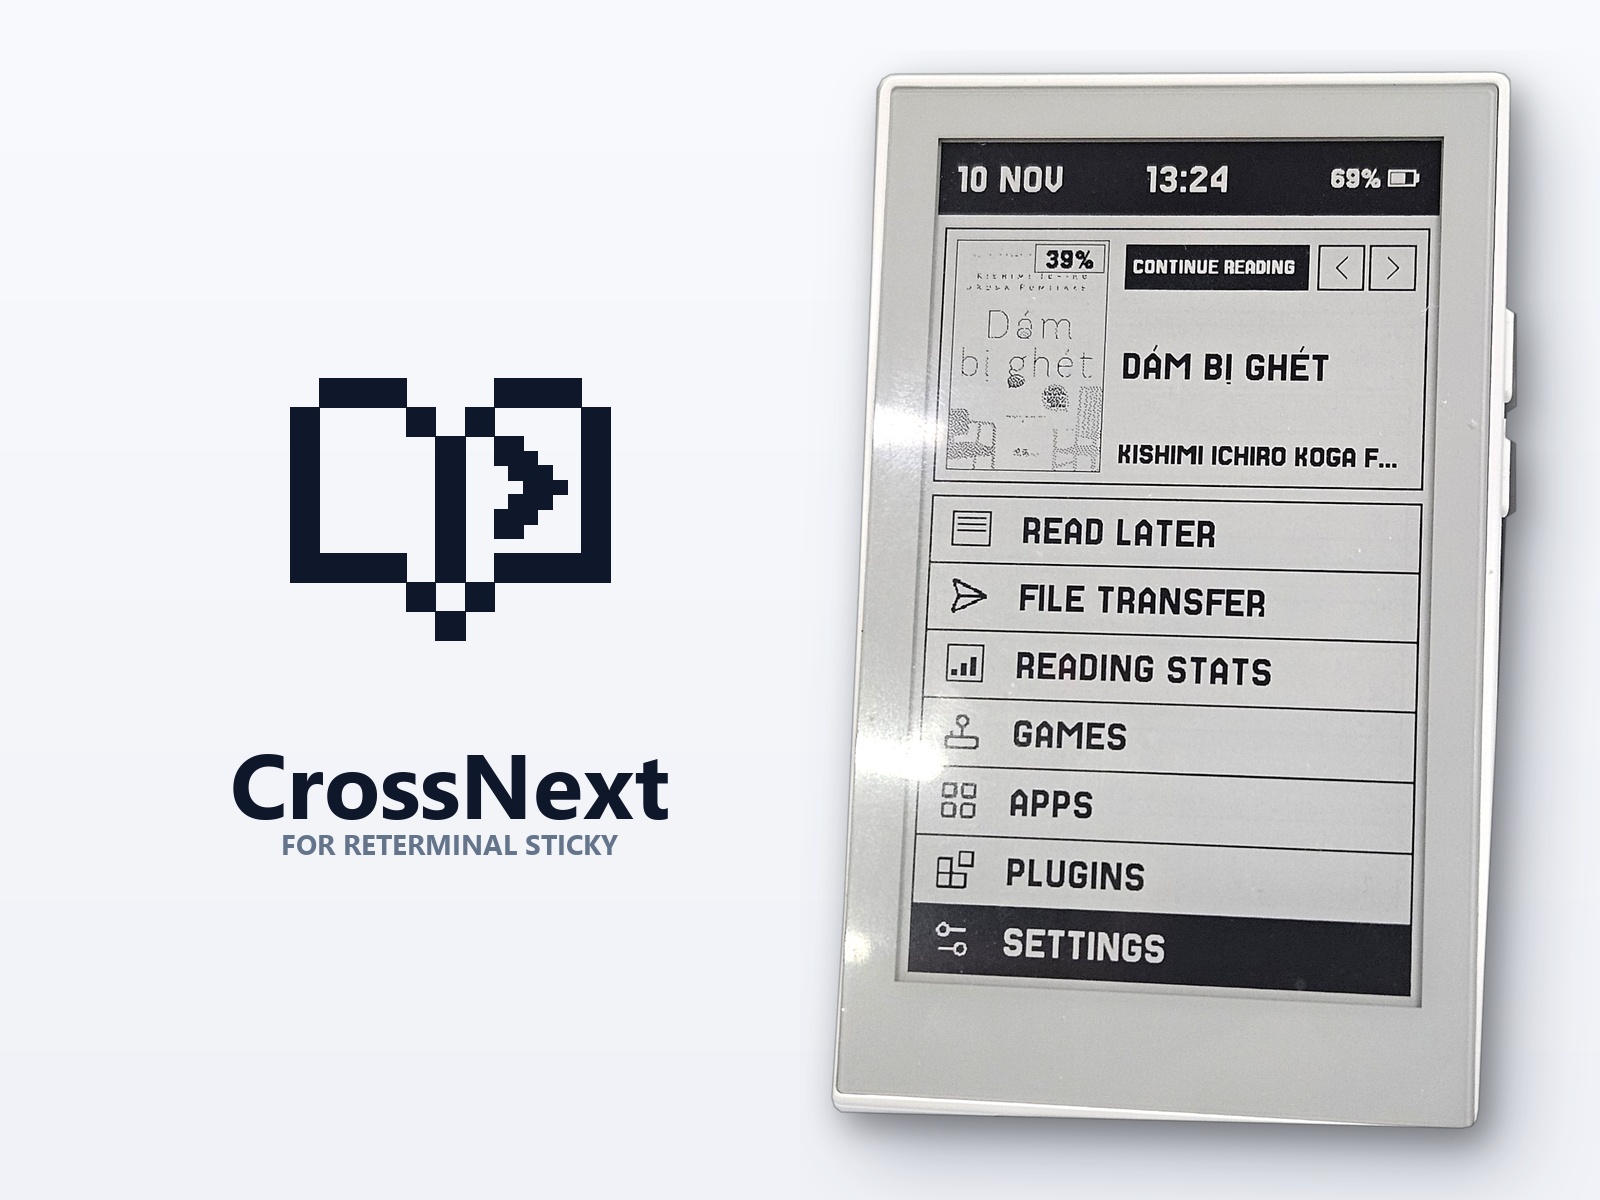 CrossNext
FOR RETERMINAL STICKY
10 NOV 13:24 69%
39%
CONTINUE READING
Dám
bị ghét
DÁM BỊ GHÉT
KISHIMI ICHIRO KOGA F...
READ LATER
FILE TRANSFER
READING STATS
GAMES
APPS
PLUGINS
SETTINGS